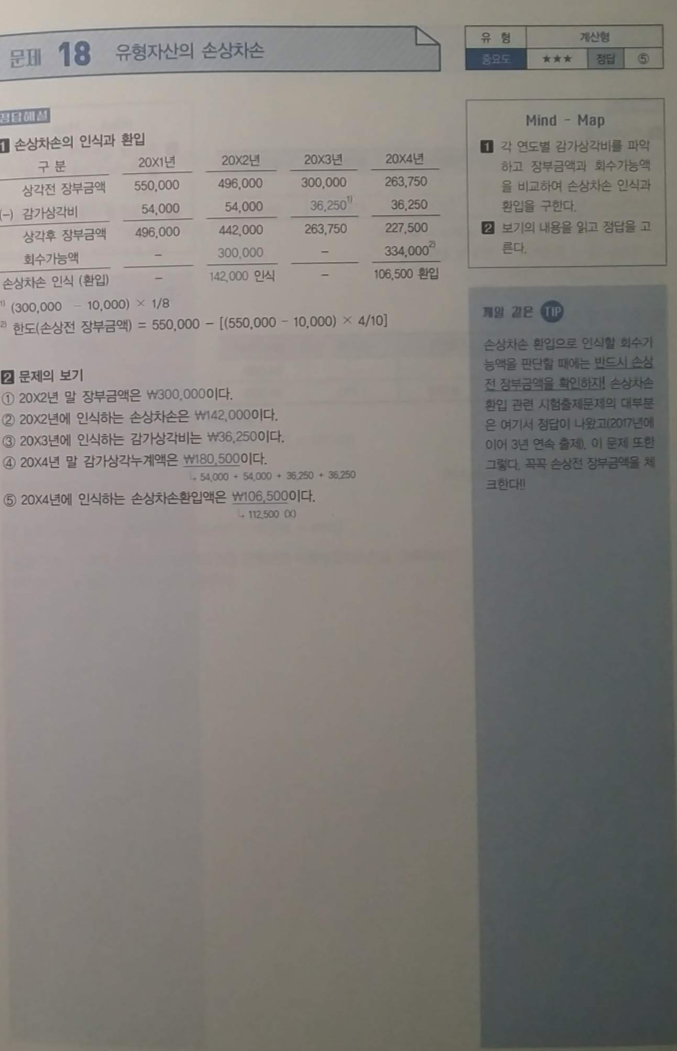 문제 18 유형자산의 손상차손
유 형 계산형
중요도 ★★★ 정답 ⑤
정답해설
1 손상차손의 인식과 환입
구 분 20X1년 20X2년 20X3년 20X4년
상각전 장부금액 550,000 496,000 300,000 263,750
(-) 감가상각비 54,000 54,000 36,250¹⁾ 36,250
상각후 장부금액 496,000 442,000 263,750 227,500
회수가능액 - 300,000 - 334,000²⁾
손상차손 인식 (환입) - 142,000 인식 - 106,500 환입
¹⁾ (300,000 - 10,000) × 1/8
²⁾ 한도(손상전 장부금액) = 550,000 - [(550,000 - 10,000) × 4/10]
2 문제의 보기
① 20X2년 말 장부금액은 ₩300,000이다.
② 20X2년에 인식하는 손상차손은 ₩142,000이다.
③ 20X3년에 인식하는 감가상각비는 ₩36,250이다.
④ 20X4년 말 감가상각누계액은 ₩180,500이다.
54,000 + 54,000 + 36,250 + 36,250
⑤ 20X4년에 인식하는 손상차손환입액은 ₩106,500이다.
112,500 (X)
Mind - Map
1 각 연도별 감가상각비를 파악
하고 장부금액과 회수가능액
을 비교하여 손상차손 인식과
환입을 구한다.
2 보기의 내용을 읽고 정답을 고
른다.
깨알 같은 TIP
손상차손 환입으로 인식할 회수가
능액을 판단할 때에는 반드시 손상
전 장부금액을 확인하자! 손상차손
환입 관련 시험출제문제의 대부분
은 여기서 정답이 나왔고(2017년에
이어 3년 연속 출제), 이 문제 또한
그렇다. 꼭꼭 손상전 장부금액을 체
크한다!!